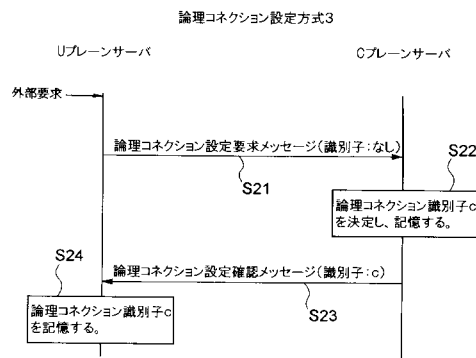 論理コネクション設定方式3
Uプレーンサーバ
Cプレーンサーバ
外部要求
論理コネクション設定要求メッセージ(識別子:なし)
S21
S22
論理コネクション識別子c
を決定し、記憶する。
論理コネクション設定確認メッセージ(識別子:c)
S23
S24
論理コネクション識別子c
を記憶する。